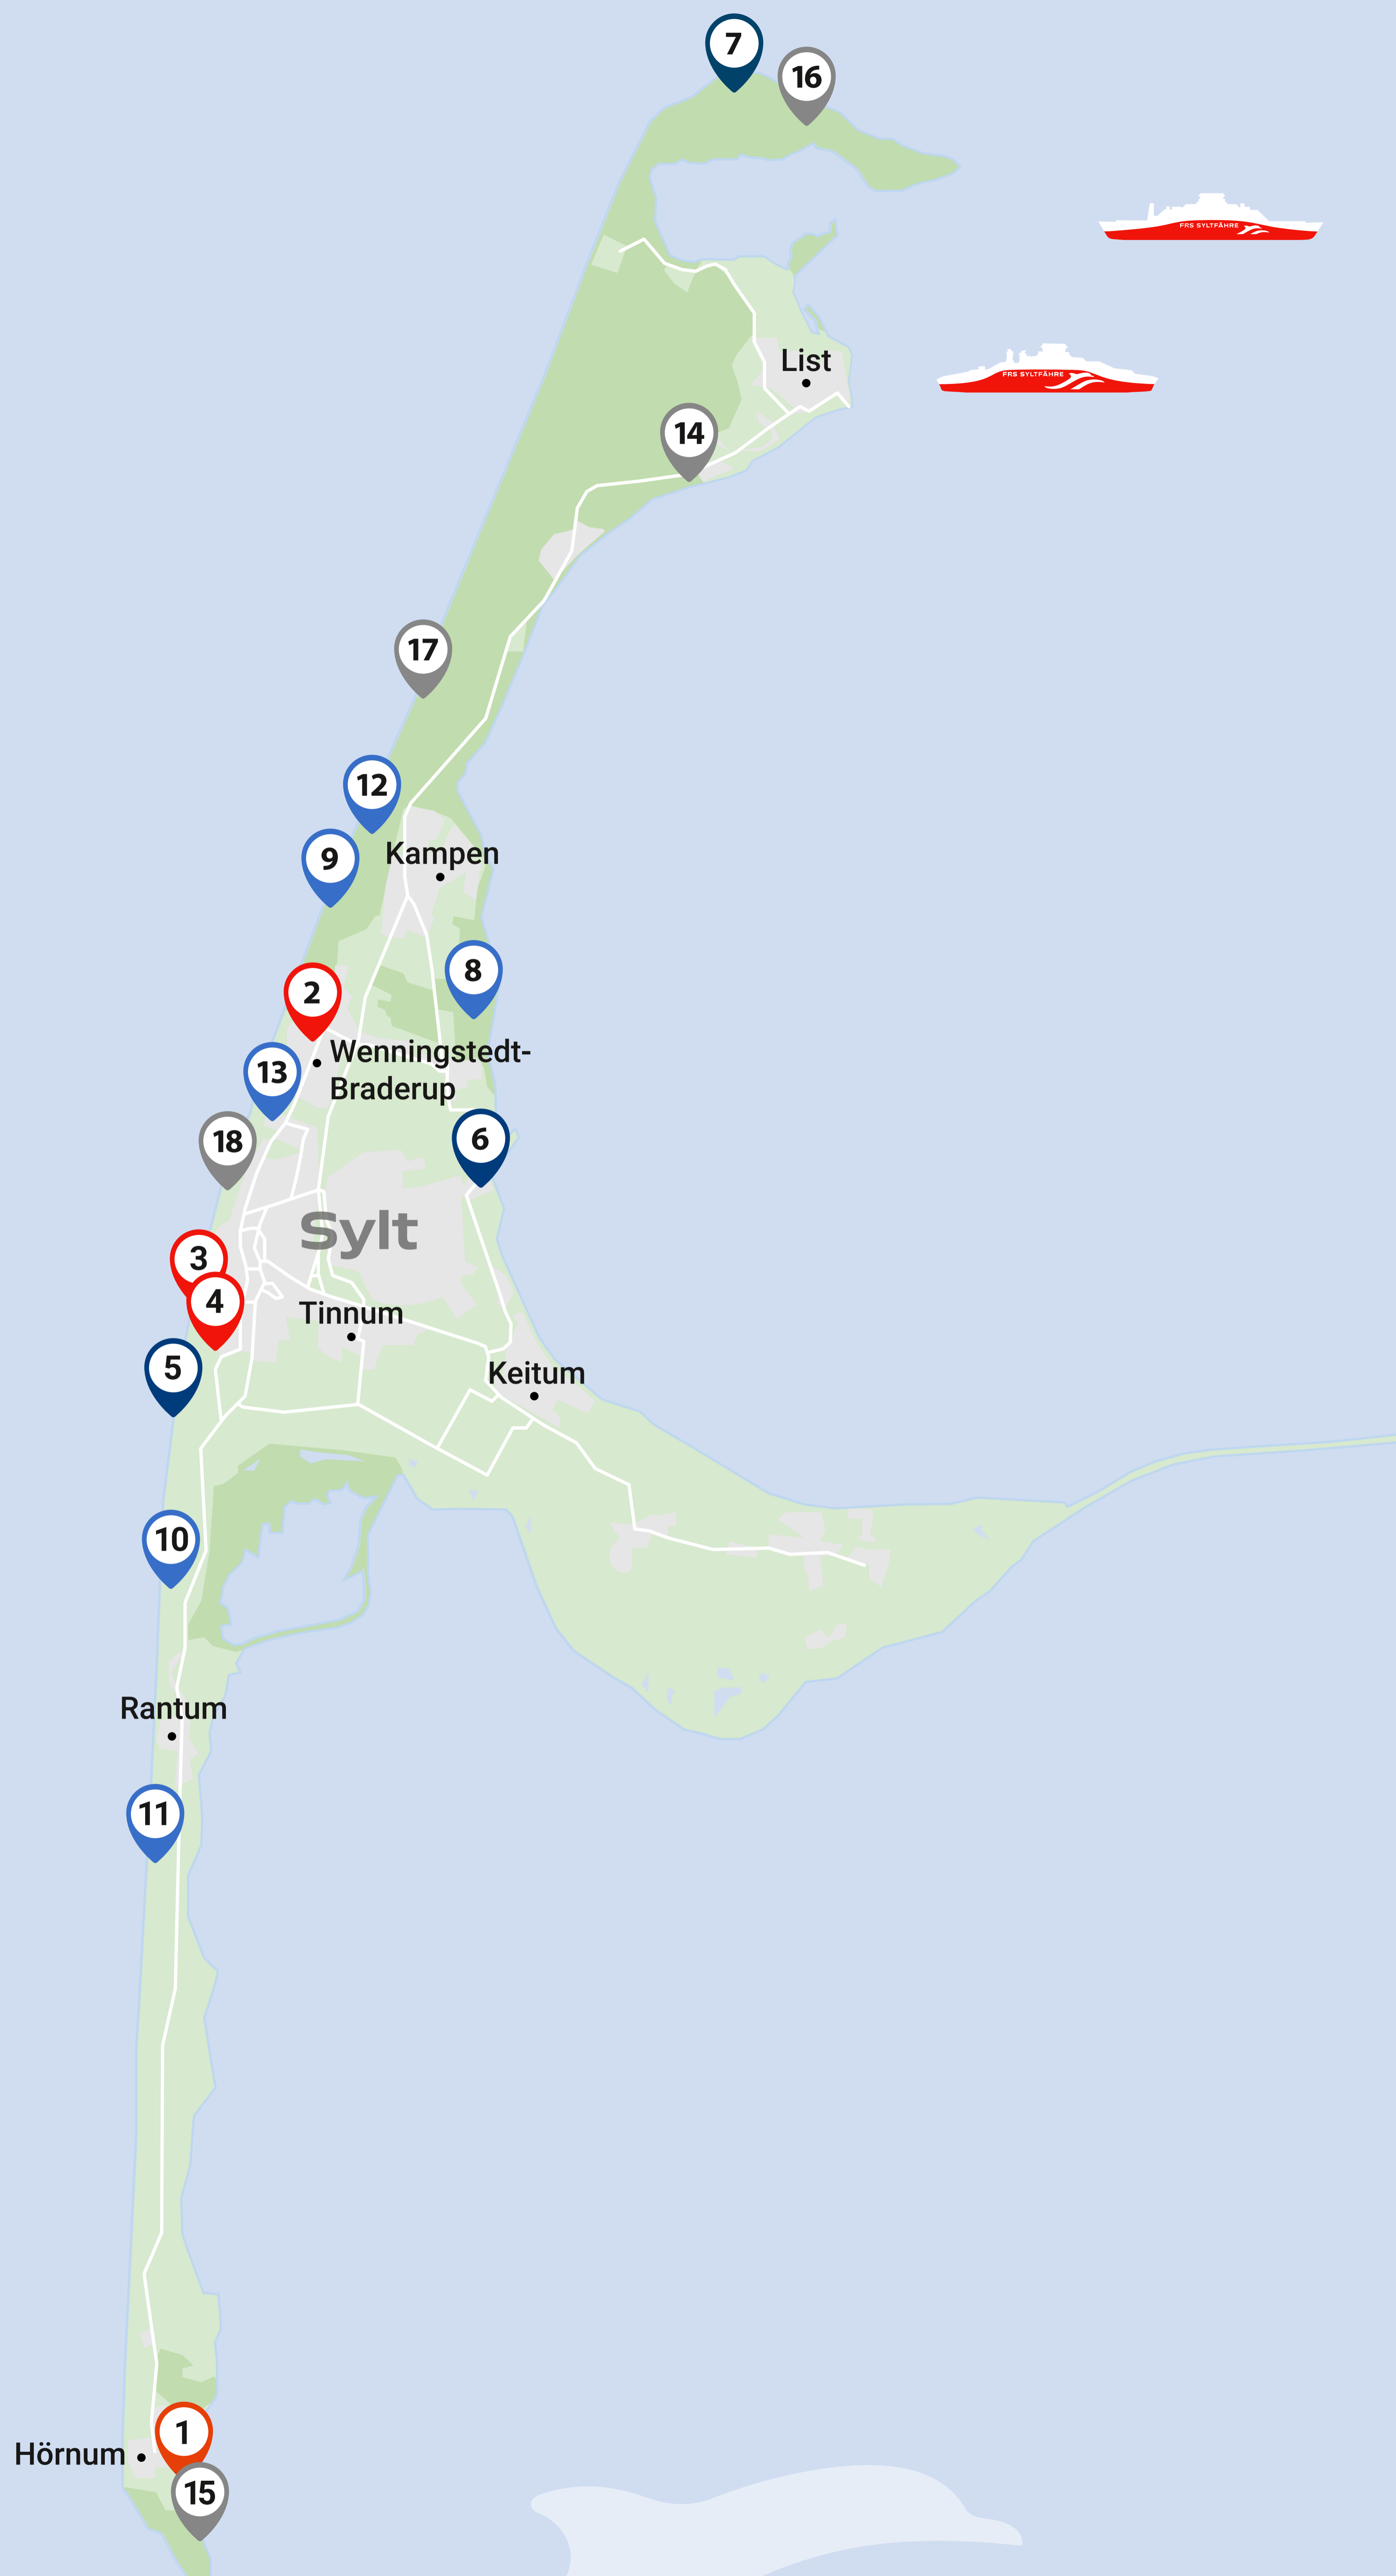 7
16
FRS SYLTFÄHRE
List
FRS SYLTFÄHRE
14
17
12
9
Kampen
8
2
Wenningstedt-
Braderup
13
18
6
Sylt
3
4
Tinnum
5
Keitum
10
Rantum
11
1
Hörnum
15